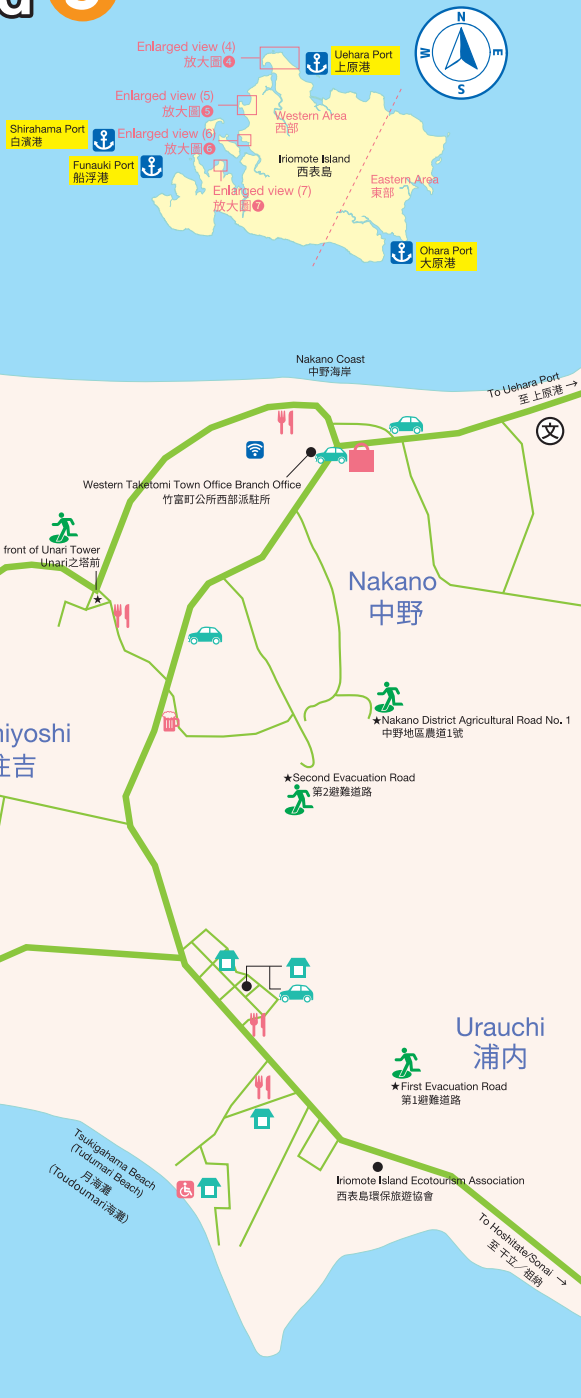 Enlarged view (4)
放大圖❹
Uehara Port
上原港
N
W
E
S
Enlarged view (5)
放大圖❺
Western Area
西部
Shirahama Port
白濱港
Enlarged view (6)
放大圖❻
Iriomote Island
西表島
Funauki Port
船浮港
Eastern Area
東部
Enlarged view (7)
放大圖❼
Ohara Port
大原港
Nakano Coast
中野海岸
To Uehara Port
至 上原港 →
文
Western Taketomi Town Office Branch Office
竹富町公所西部派駐所
front of Unari Tower
Unari之塔前
★
Nakano
中野
★Nakano District Agricultural Road No. 1
中野地區農道1號
niyoshi
住吉
★Second Evacuation Road
第2避難道路
Urauchi
浦内
★First Evacuation Road
第1避難道路
Tsukigahama Beach
(Tudumari Beach)
月海灘
(Toudoumari海灘)
Iriomote Island Ecotourism Association
西表島環保旅遊協會
To Hoshitate/Sonai →
至 干立／祖納